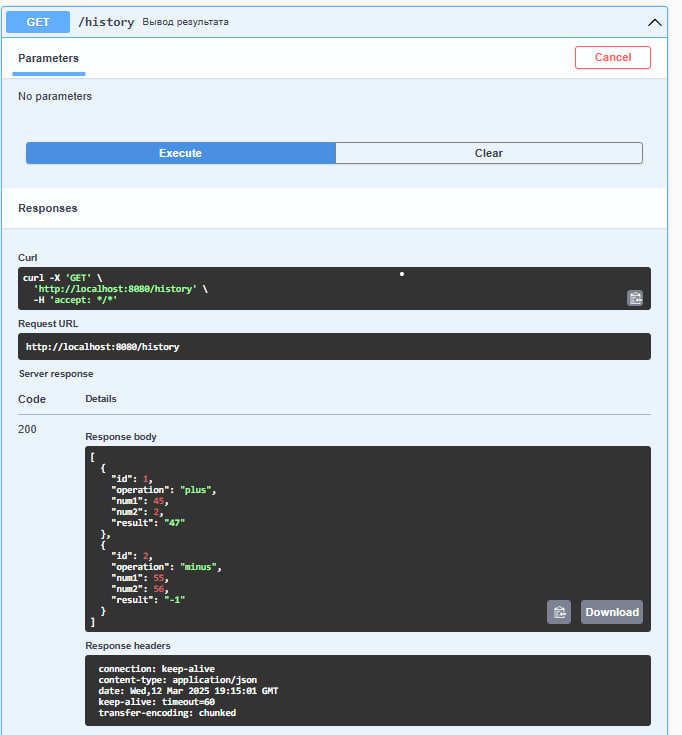 GET /history Вывод результата
Parameters
Cancel
No parameters
Execute
Clear
Responses
Curl
curl -X 'GET' \
  'http://localhost:8080/history' \
  -H 'accept: */*'
Request URL
http://localhost:8080/history
Server response
Code Details
200
Response body
[
  {
    "id": 1,
    "operation": "plus",
    "num1": 45,
    "num2": 2,
    "result": "47"
  },
  {
    "id": 2,
    "operation": "minus",
    "num1": 55,
    "num2": 56,
    "result": "-1"
  }
]
Download
Response headers
connection: keep-alive
content-type: application/json
date: Wed,12 Mar 2025 19:15:01 GMT
keep-alive: timeout=60
transfer-encoding: chunked